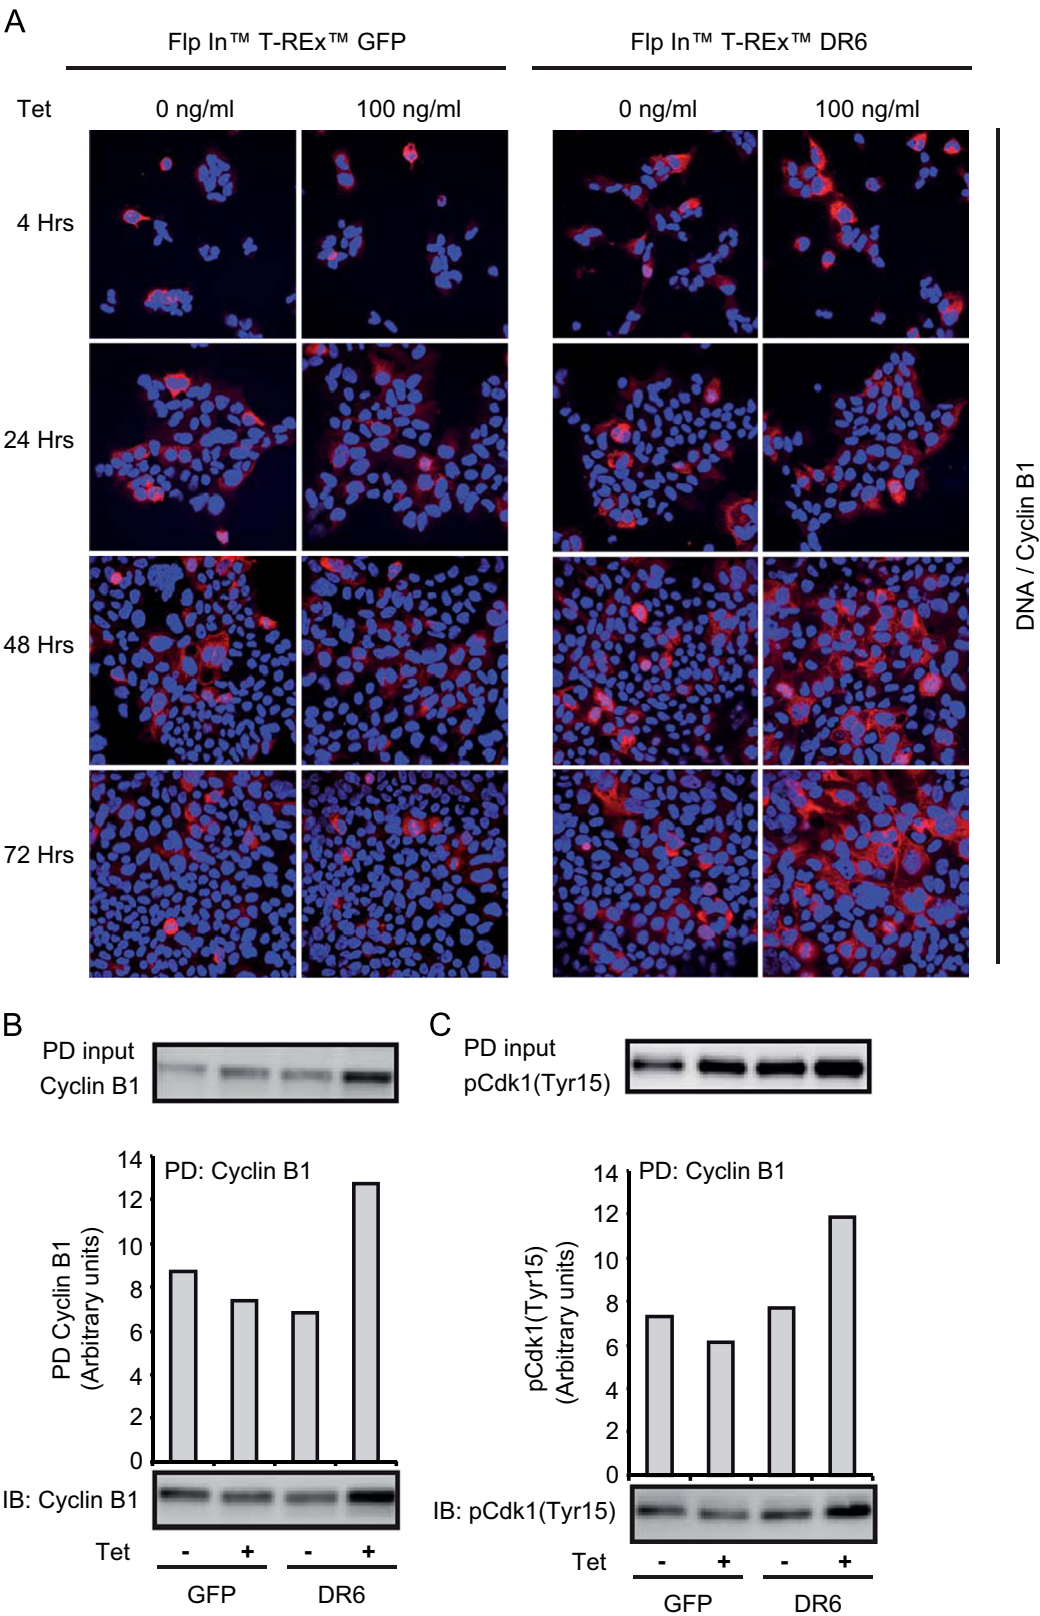 A
Flp In™ T-REx™ GFP
Flp In™ T-REx™ DR6
Tet
0 ng/ml
100 ng/ml
0 ng/ml
100 ng/ml
4 Hrs
24 Hrs
48 Hrs
72 Hrs
DNA / Cyclin B1
B
PD input
Cyclin B1
PD: Cyclin B1
PD Cyclin B1
(Arbitrary units)
14
12
10
8
6
4
2
0
IB: Cyclin B1
Tet
- + - +
GFP
DR6
C
PD input
pCdk1(Tyr15)
PD: Cyclin B1
pCdk1(Tyr15)
(Arbitrary units)
14
12
10
8
6
4
2
0
IB: pCdk1(Tyr15)
Tet
- + - +
GFP
DR6